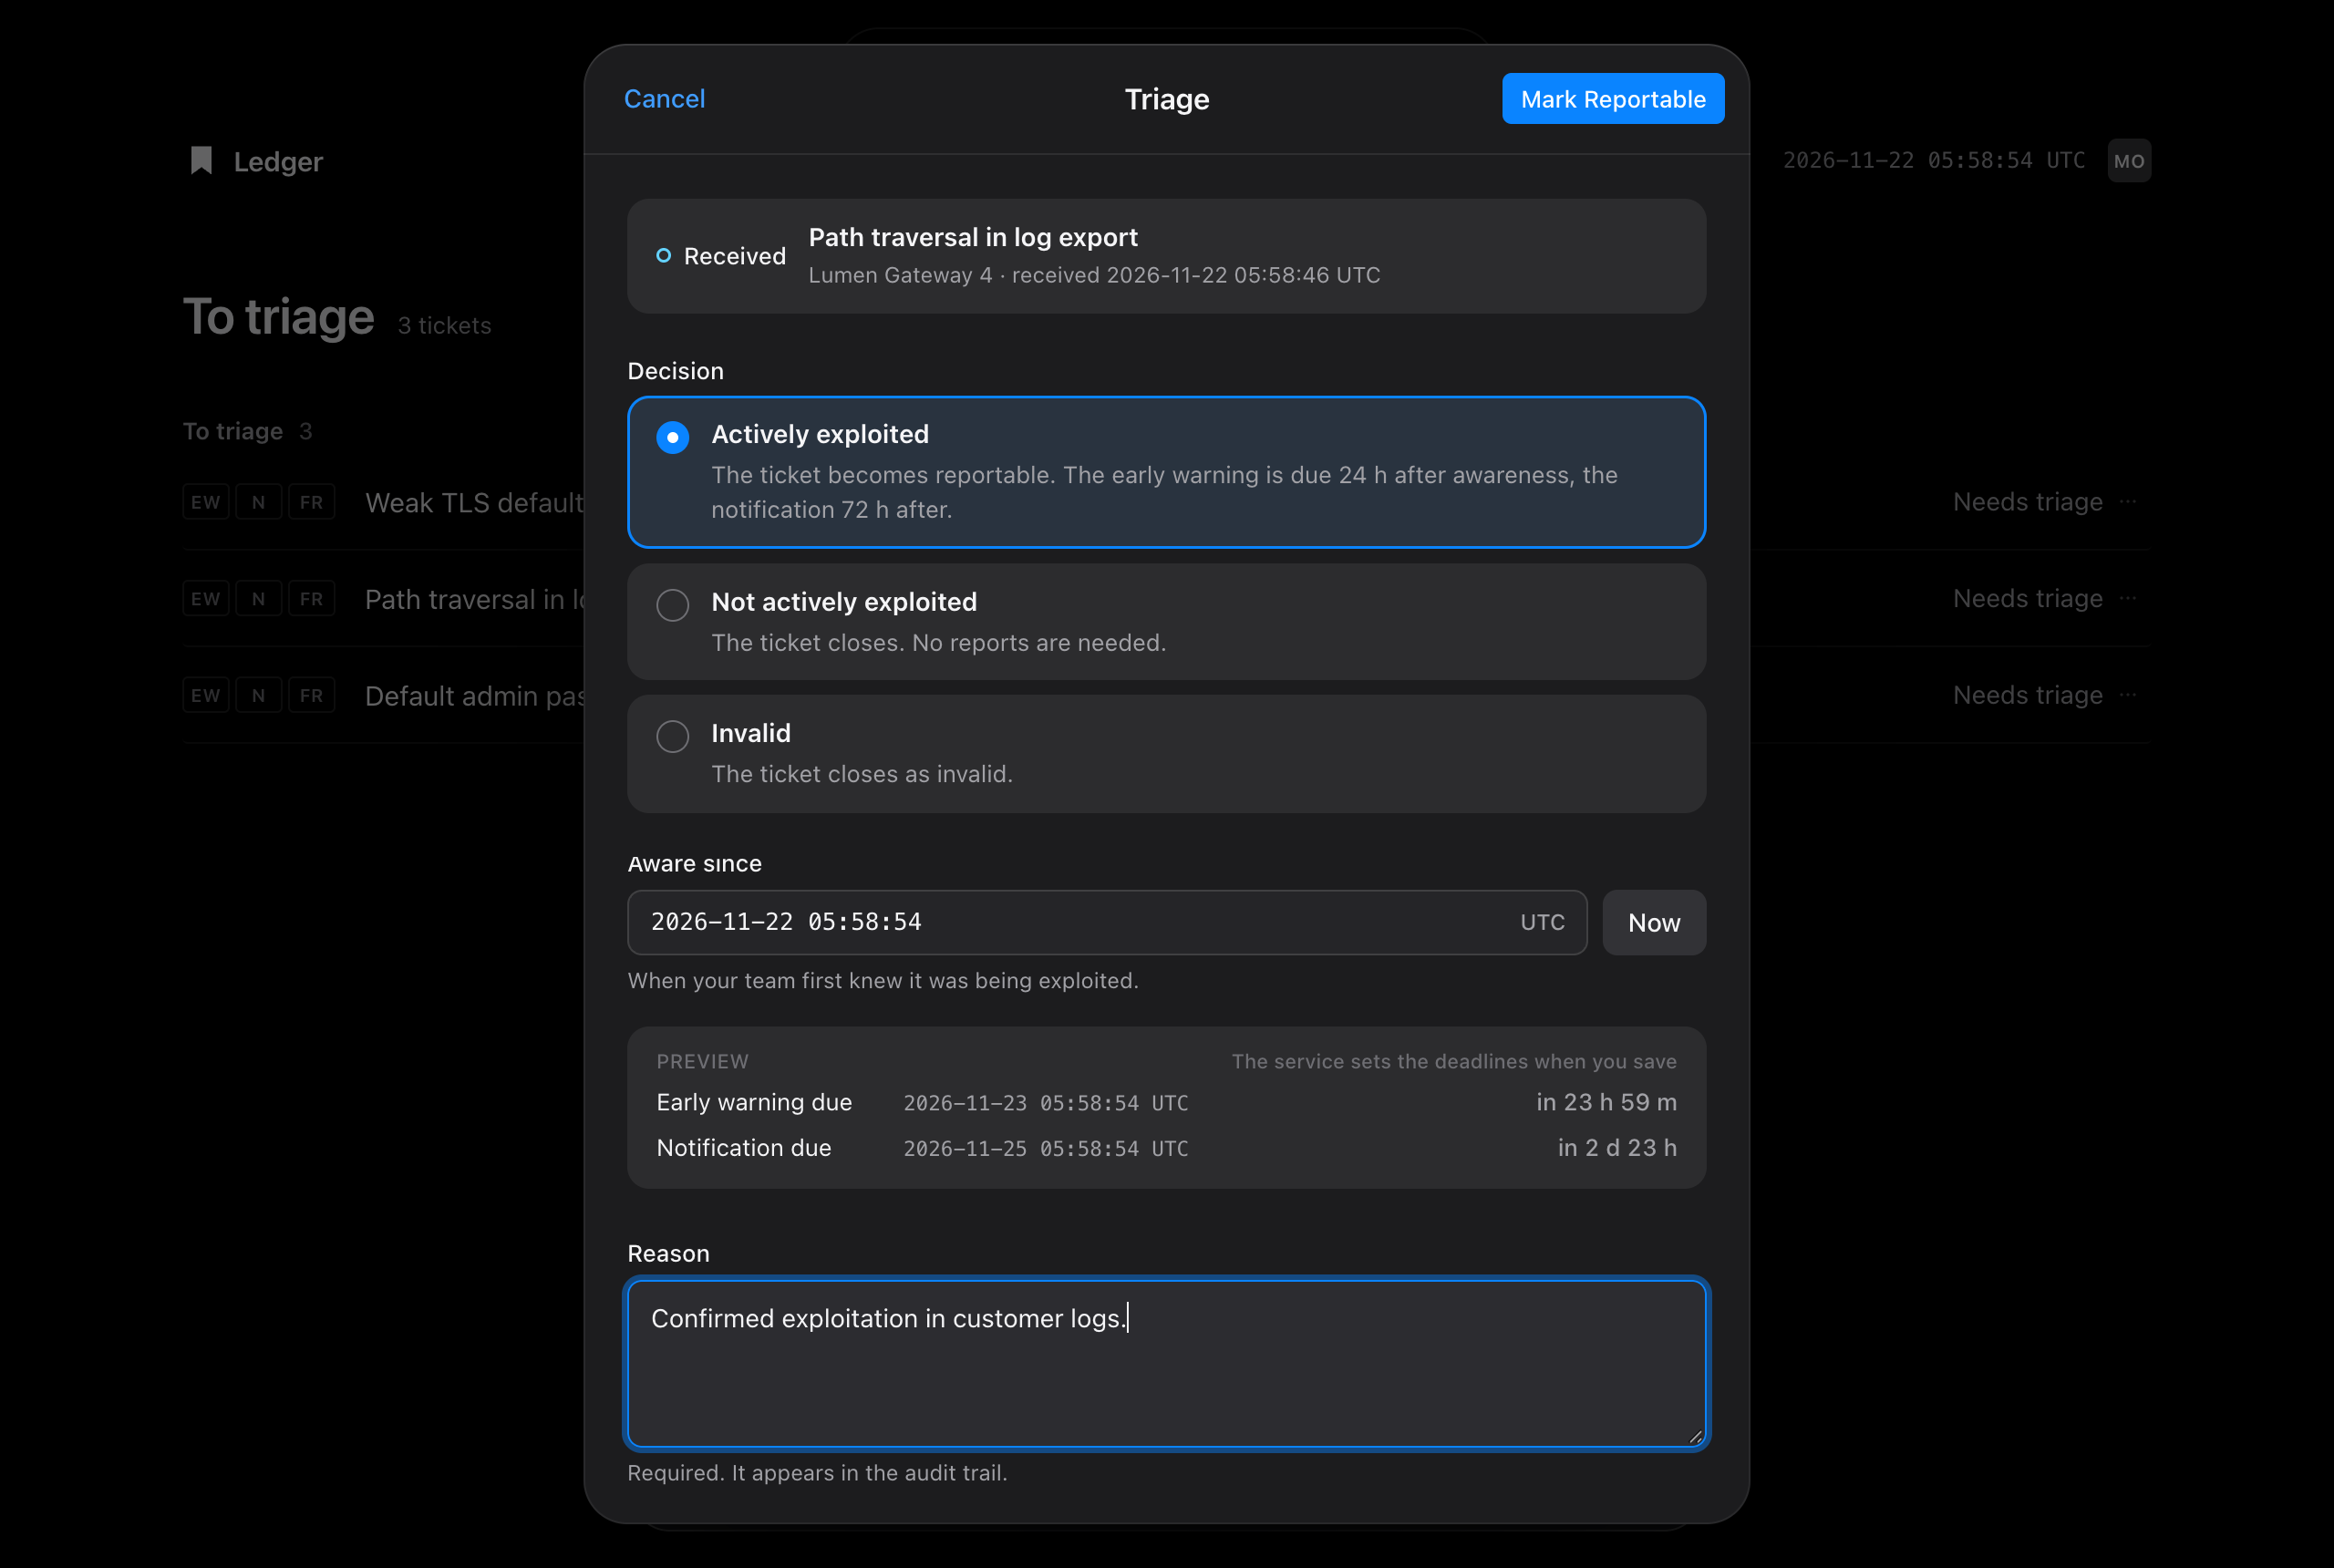 Cancel
Triage
Mark Reportable
Ledger
2026-11-22 05:58:54 UTC
MO
Received
Path traversal in log export
Lumen Gateway 4 · received 2026-11-22 05:58:46 UTC
To triage 3 tickets
Decision
Actively exploited
The ticket becomes reportable. The early warning is due 24 h after awareness, the
notification 72 h after.
To triage 3
EW N FR Weak TLS default
Needs triage ···
Not actively exploited
The ticket closes. No reports are needed.
EW N FR Path traversal in
Needs triage ···
Invalid
The ticket closes as invalid.
EW N FR Default admin
Needs triage ···
Aware since
2026-11-22 05:58:54 UTC
Now
When your team first knew it was being exploited.
PREVIEW
The service sets the deadlines when you save
Early warning due 2026-11-23 05:58:54 UTC in 23 h 59 m
Notification due 2026-11-25 05:58:54 UTC in 2 d 23 h
Reason
Confirmed exploitation in customer logs.
Required. It appears in the audit trail.